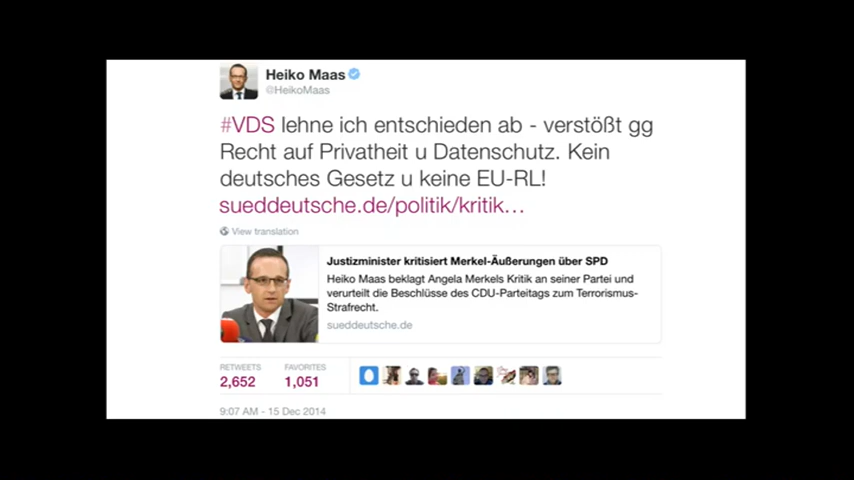 Heiko Maas
@HeikoMaas
#VDS lehne ich entschieden ab - verstößt gg
Recht auf Privatheit u Datenschutz. Kein
deutsches Gesetz u keine EU-RL!
sueddeutsche.de/politik/kritik…
View translation
Justizminister kritisiert Merkel-Äußerungen über SPD
Heiko Maas beklagt Angela Merkels Kritik an seiner Partei und
verurteilt die Beschlüsse des CDU-Parteitags zum Terrorismus-
Strafrecht.
sueddeutsche.de
RETWEETS FAVORITES
2,652 1,051
9:07 AM - 15 Dec 2014